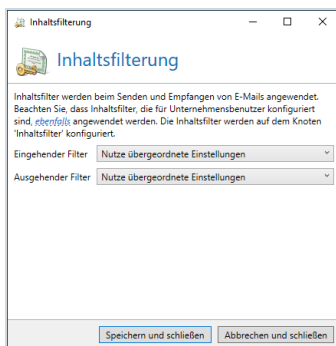 Inhaltsfilterung
Inhaltsfilterung
Inhaltsfilter werden beim Senden und Empfangen von E-Mails angewendet.
Beachten Sie, dass Inhaltsfilter, die für Unternehmensbenutzer konfiguriert
sind, ebenfalls angewendet werden. Die Inhaltsfilter werden auf dem Knoten
'Inhaltsfilter' konfiguriert.
Eingehender Filter Nutze übergeordnete Einstellungen
Ausgehender Filter Nutze übergeordnete Einstellungen
Speichern und schließen Abbrechen und schließen